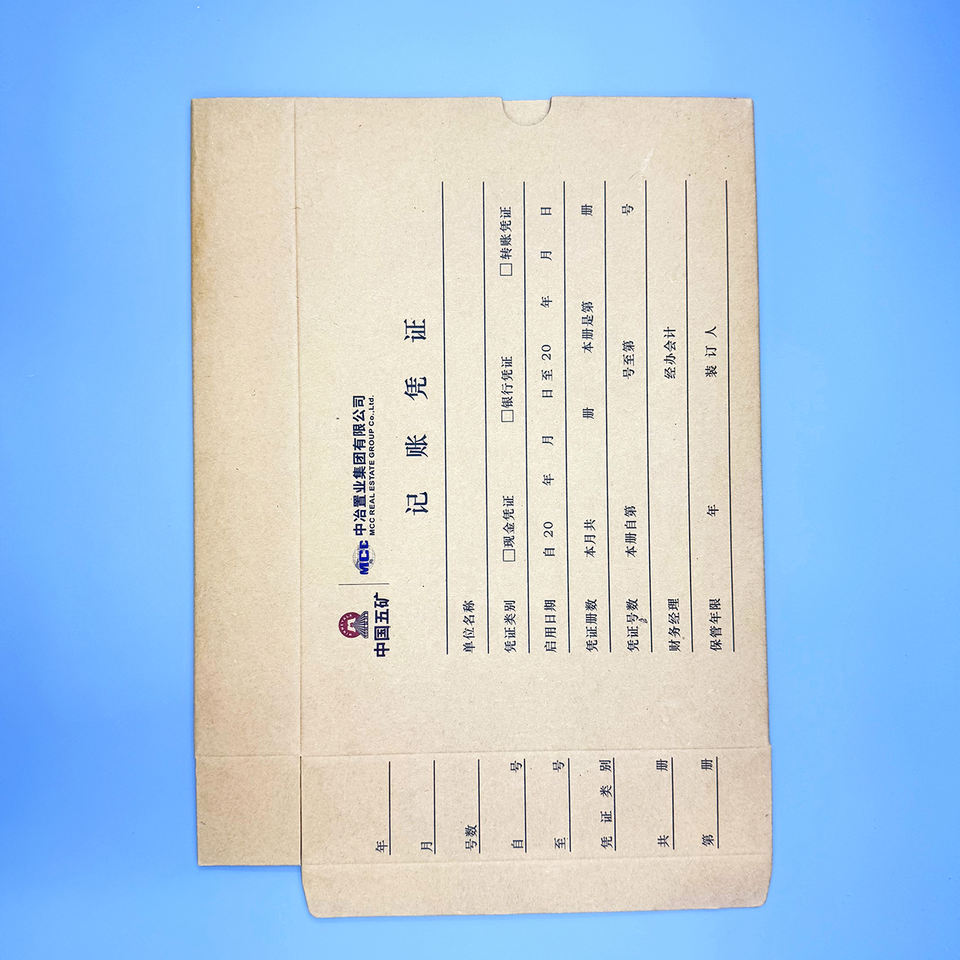 中国五矿
MCC 中冶置业集团有限公司
MCC REAL ESTATE GROUP Co.,Ltd.
记账凭证
单位名称
凭证类别 □现金凭证 □银行凭证 □转账凭证
启用日期 自 20 年 月 日 至 20 年 月 日
凭证册数 本月共 册 本册是第 册
凭证号数 本册自第 号至第 号
财务经理 经办会计
保管年限 年 装订人
年
月
号数
自 号
至 号
凭证类别
共 册
第 册